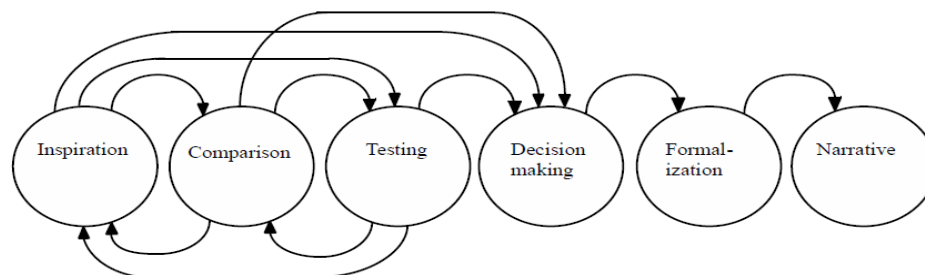 Inspiration
Comparison
Testing
Decision
making
Formal-
ization
Narrative